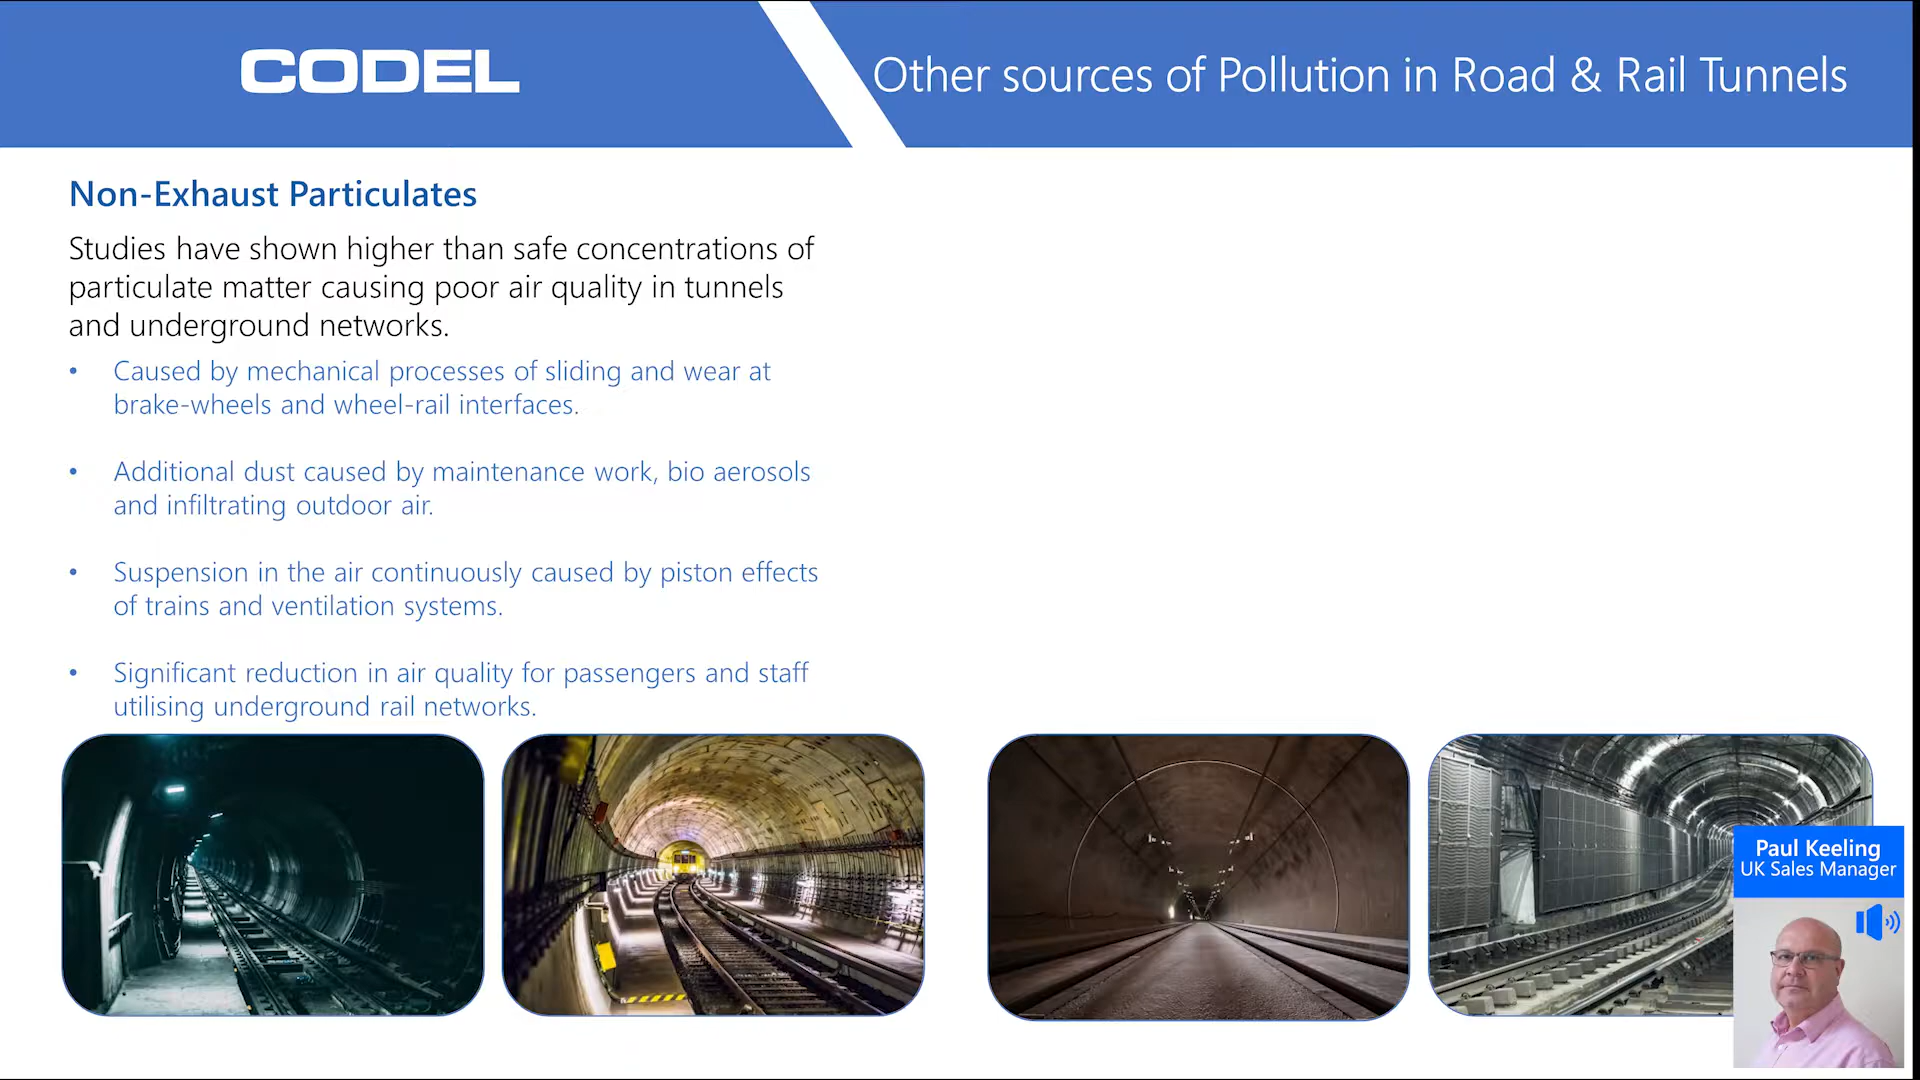 CODEL
Other sources of Pollution in Road & Rail Tunnels
Non-Exhaust Particulates
Studies have shown higher than safe concentrations of
particulate matter causing poor air quality in tunnels
and underground networks.
• Caused by mechanical processes of sliding and wear at
brake-wheels and wheel-rail interfaces.
• Additional dust caused by maintenance work, bio aerosols
and infiltrating outdoor air.
• Suspension in the air continuously caused by piston effects
of trains and ventilation systems.
• Significant reduction in air quality for passengers and staff
utilising underground rail networks.
Paul Keeling
UK Sales Manager